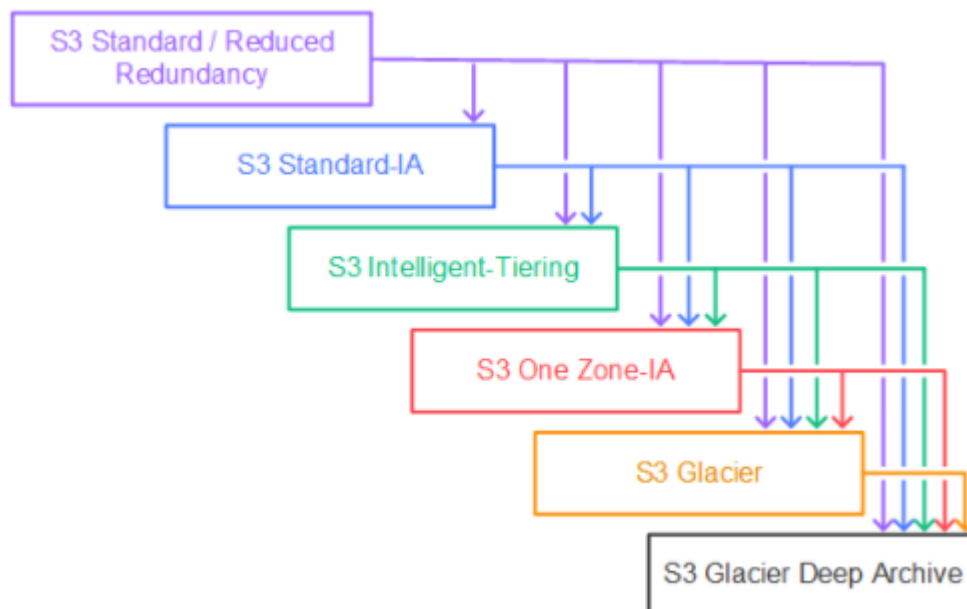 S3 Standard / Reduced
Redundancy
S3 Standard-IA
S3 Intelligent-Tiering
S3 One Zone-IA
S3 Glacier
S3 Glacier Deep Archive